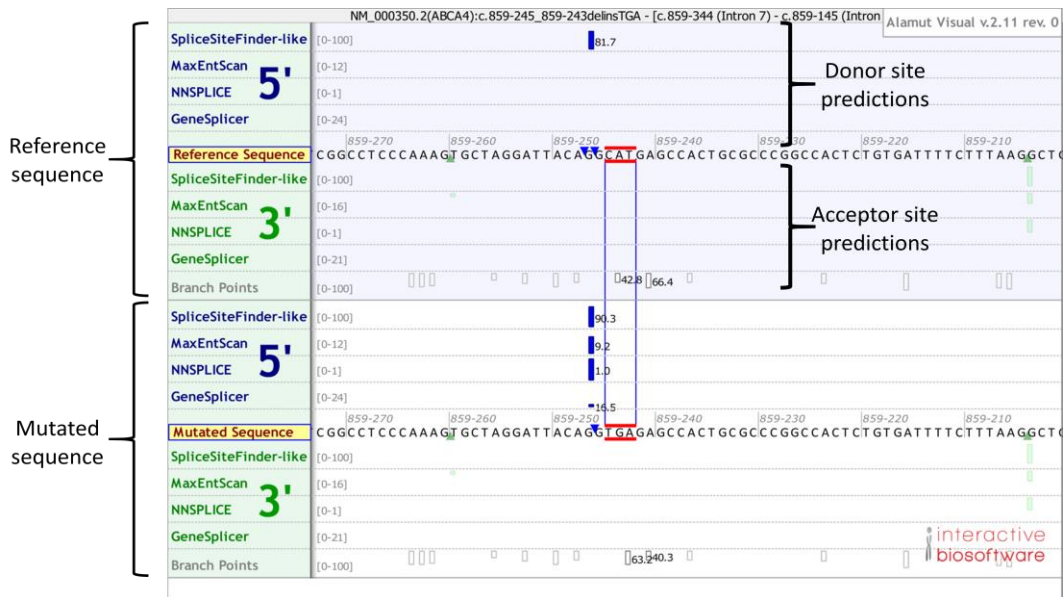 NM_000350.2(ABCA4):c.859-245_859-243delinsTGA - [c.859-344 (Intron 7) - c.859-145 (Intron
Alamut Visual v.2.11 rev. 0
SpliceSiteFinder-like [0-100] 81.7
MaxEntScan [0-12]
NNSPLICE [0-1]
GeneSplicer [0-24]
5'
Donor site
predictions
Reference
sequence
859-270 859-260 859-250 859-240 859-230 859-220 859-210
Reference Sequence CGGCCTCCCAAAGTGCTAGGATTACAGGCATGAGCCACTGCGCCCGGCCACTCTGTGATTTTCTTTAAGGCTC
SpliceSiteFinder-like [0-100]
MaxEntScan [0-16]
NNSPLICE [0-1]
GeneSplicer [0-21]
3'
Acceptor site
predictions
Branch Points [0-100] 42.8 66.4
SpliceSiteFinder-like [0-100] 90.3
MaxEntScan [0-12] 9.2
NNSPLICE [0-1] 1.0
GeneSplicer [0-24] 16.5
5'
Mutated
sequence
859-270 859-260 859-250 859-240 859-230 859-220 859-210
Mutated Sequence CGGCCTCCCAAAGTGCTAGGATTACAGGTGAGAGCCACTGCGCCCGGCCACTCTGTGATTTTCTTTAAGGCTC
SpliceSiteFinder-like [0-100]
MaxEntScan [0-16]
NNSPLICE [0-1]
GeneSplicer [0-21]
3'
Branch Points [0-100] 63.2 40.3
interactive
biosoftware